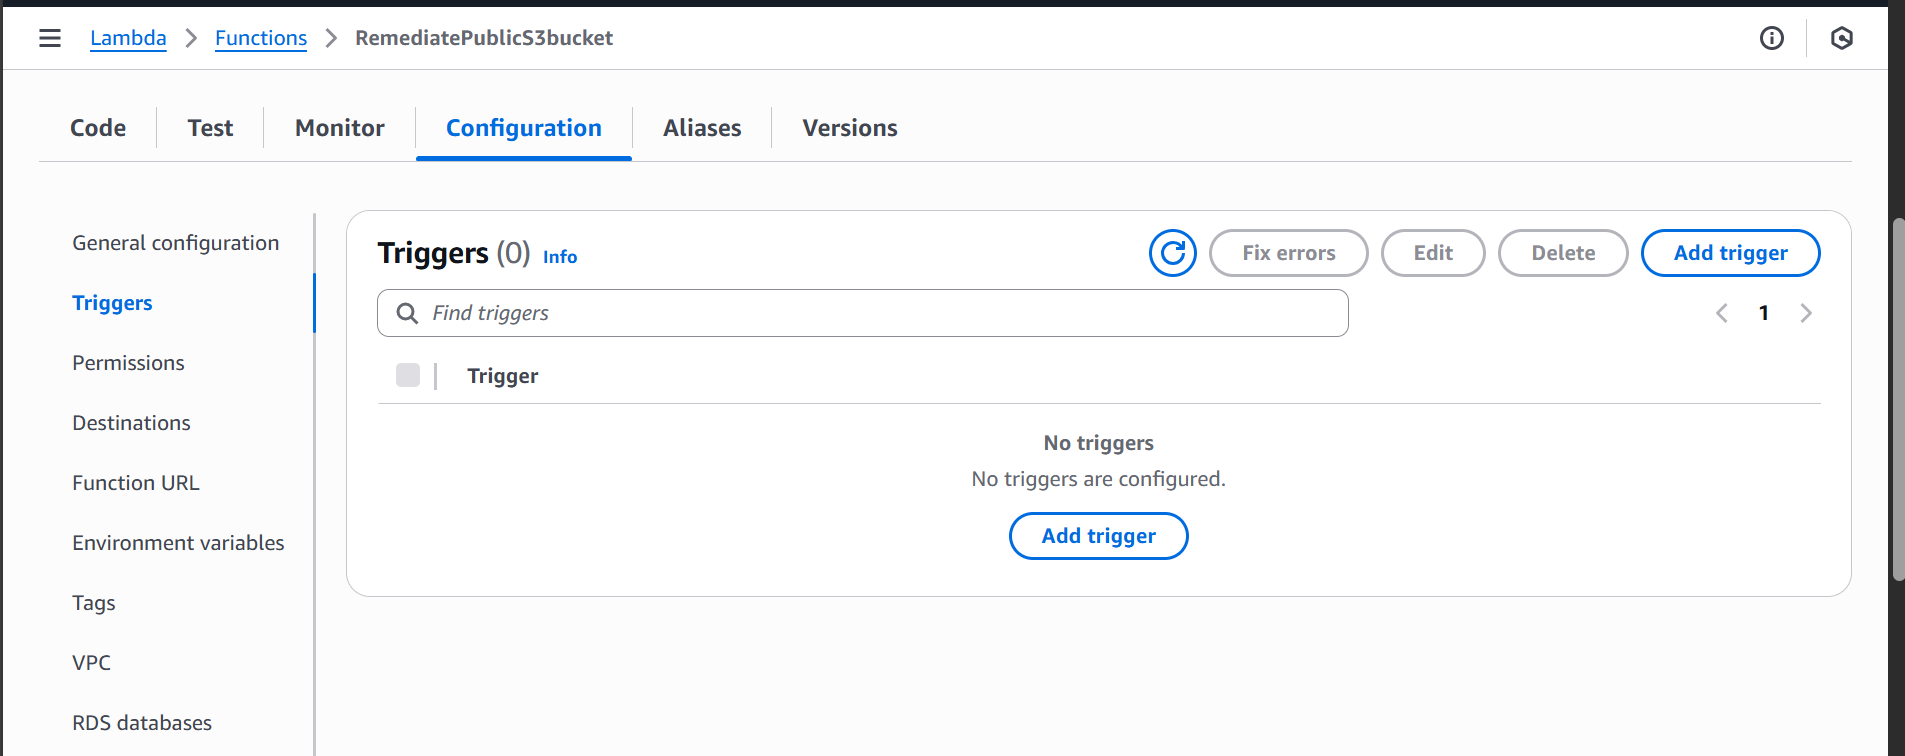 Lambda > Functions > RemediatePublicS3bucket
Code Test Monitor Configuration Aliases Versions
General configuration
Triggers
Permissions
Destinations
Function URL
Environment variables
Tags
VPC
RDS databases
Triggers (0) Info
Fix errors Edit Delete Add trigger
Find triggers
1
Trigger
No triggers
No triggers are configured.
Add trigger